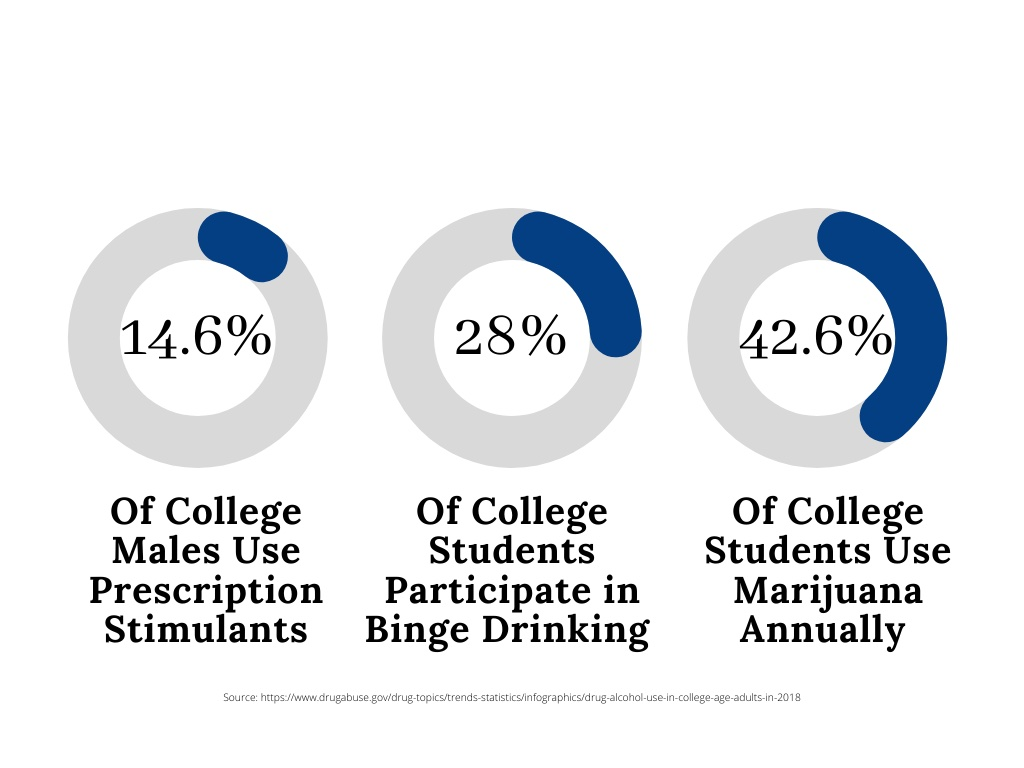 14.6%
28%
42.6%
Of College
Males Use
Prescription
Stimulants
Of College
Students
Participate in
Binge Drinking
Of College
Students Use
Marijuana
Annually
Source: https://www.drugabuse.gov/drug-topics/trends-statistics/infographics/drug-alcohol-use-in-college-age-adults-in-2018